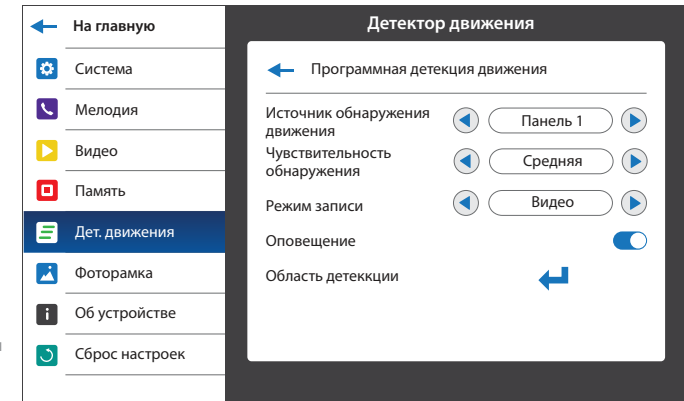 На главную
Система
Мелодия
Видео
Память
Дет. движения
Фоторамка
Об устройстве
Сброс настроек
Детектор движения
Программная детекция движения
Источник обнаружения
движения
Панель 1
Чувствительность
обнаружения
Средняя
Режим записи
Видео
Оповещение
Область детеккции